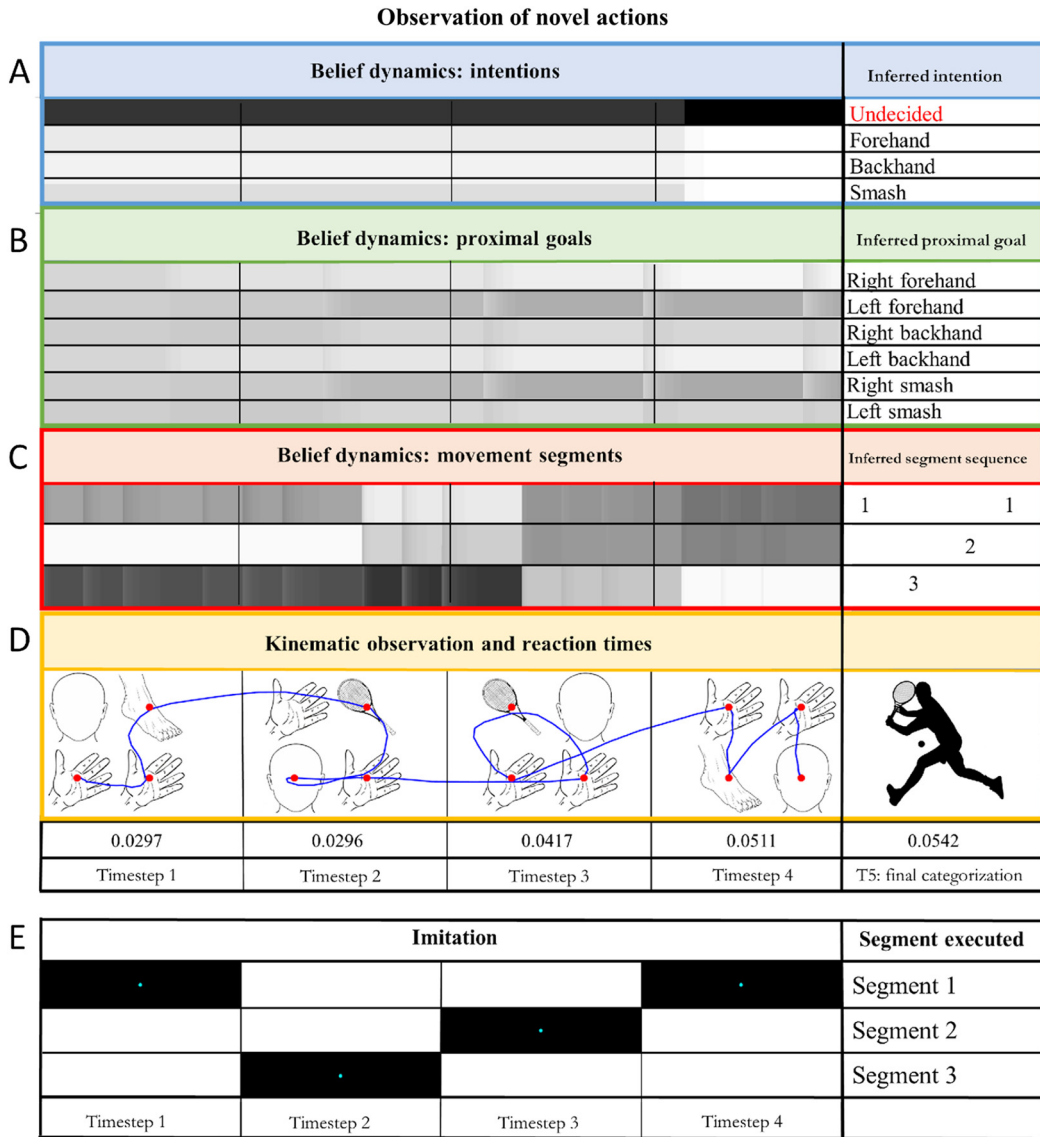 Observation of novel actions
A
Belief dynamics: intentions
Inferred intention
Undecided
Forehand
Backhand
Smash
B
Belief dynamics: proximal goals
Inferred proximal goal
Right forehand
Left forehand
Right backhand
Left backhand
Right smash
Left smash
C
Belief dynamics: movement segments
Inferred segment sequence
1 1
2
3
D
Kinematic observation and reaction times
0.0297 0.0296 0.0417 0.0511 0.0542
Timestep 1 Timestep 2 Timestep 3 Timestep 4 T5: final categorization
E
Imitation Segment executed
Segment 1
Segment 2
Segment 3
Timestep 1 Timestep 2 Timestep 3 Timestep 4